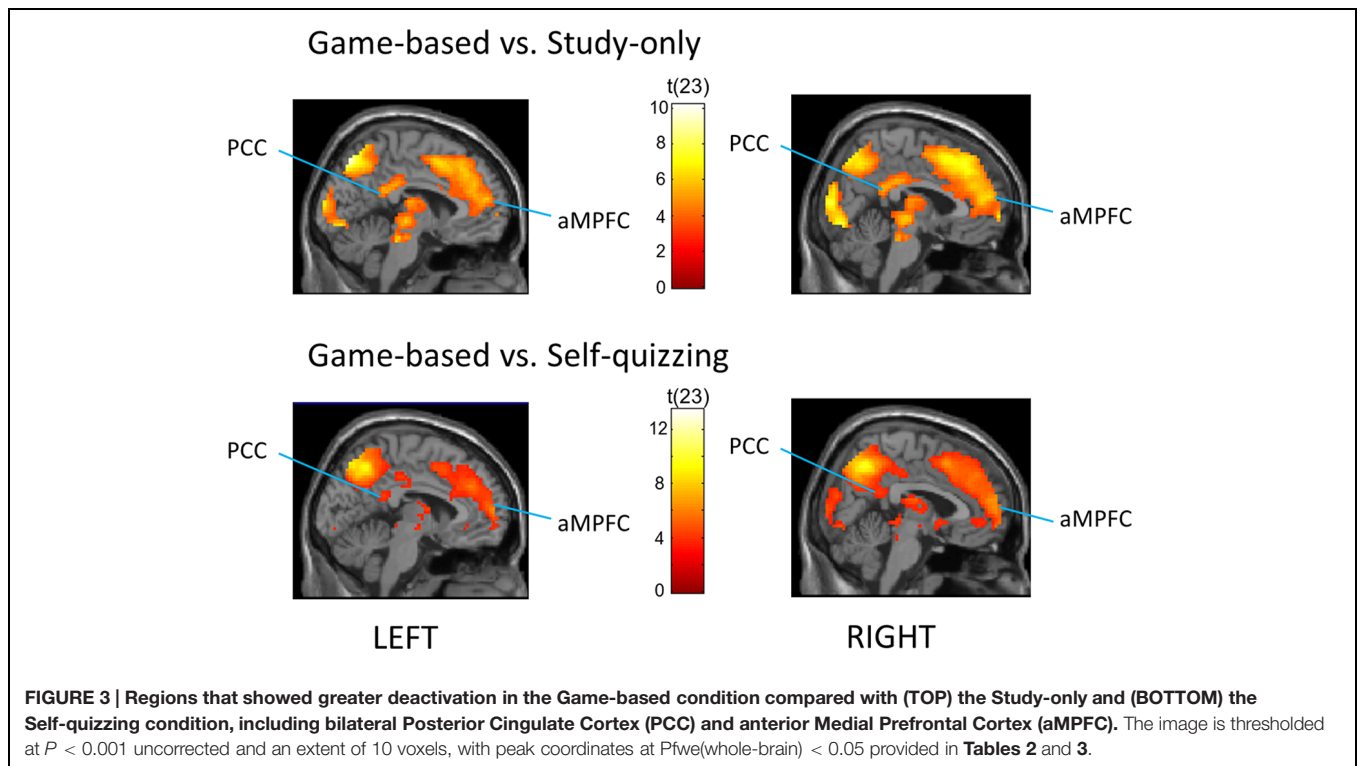 Game-based vs. Study-only
t(23)
10
8
6
4
2
0
PCC
aMPFC
PCC
aMPFC
Game-based vs. Self-quizzing
t(23)
12
8
4
0
PCC
aMPFC
PCC
aMPFC
LEFT
RIGHT
FIGURE 3 | Regions that showed greater deactivation in the Game-based condition compared with (TOP) the Study-only and (BOTTOM) the
Self-quizzing condition, including bilateral Posterior Cingulate Cortex (PCC) and anterior Medial Prefrontal Cortex (aMPFC). The image is thresholded
at P < 0.001 uncorrected and an extent of 10 voxels, with peak coordinates at Pfwe(whole-brain) < 0.05 provided in Tables 2 and 3.